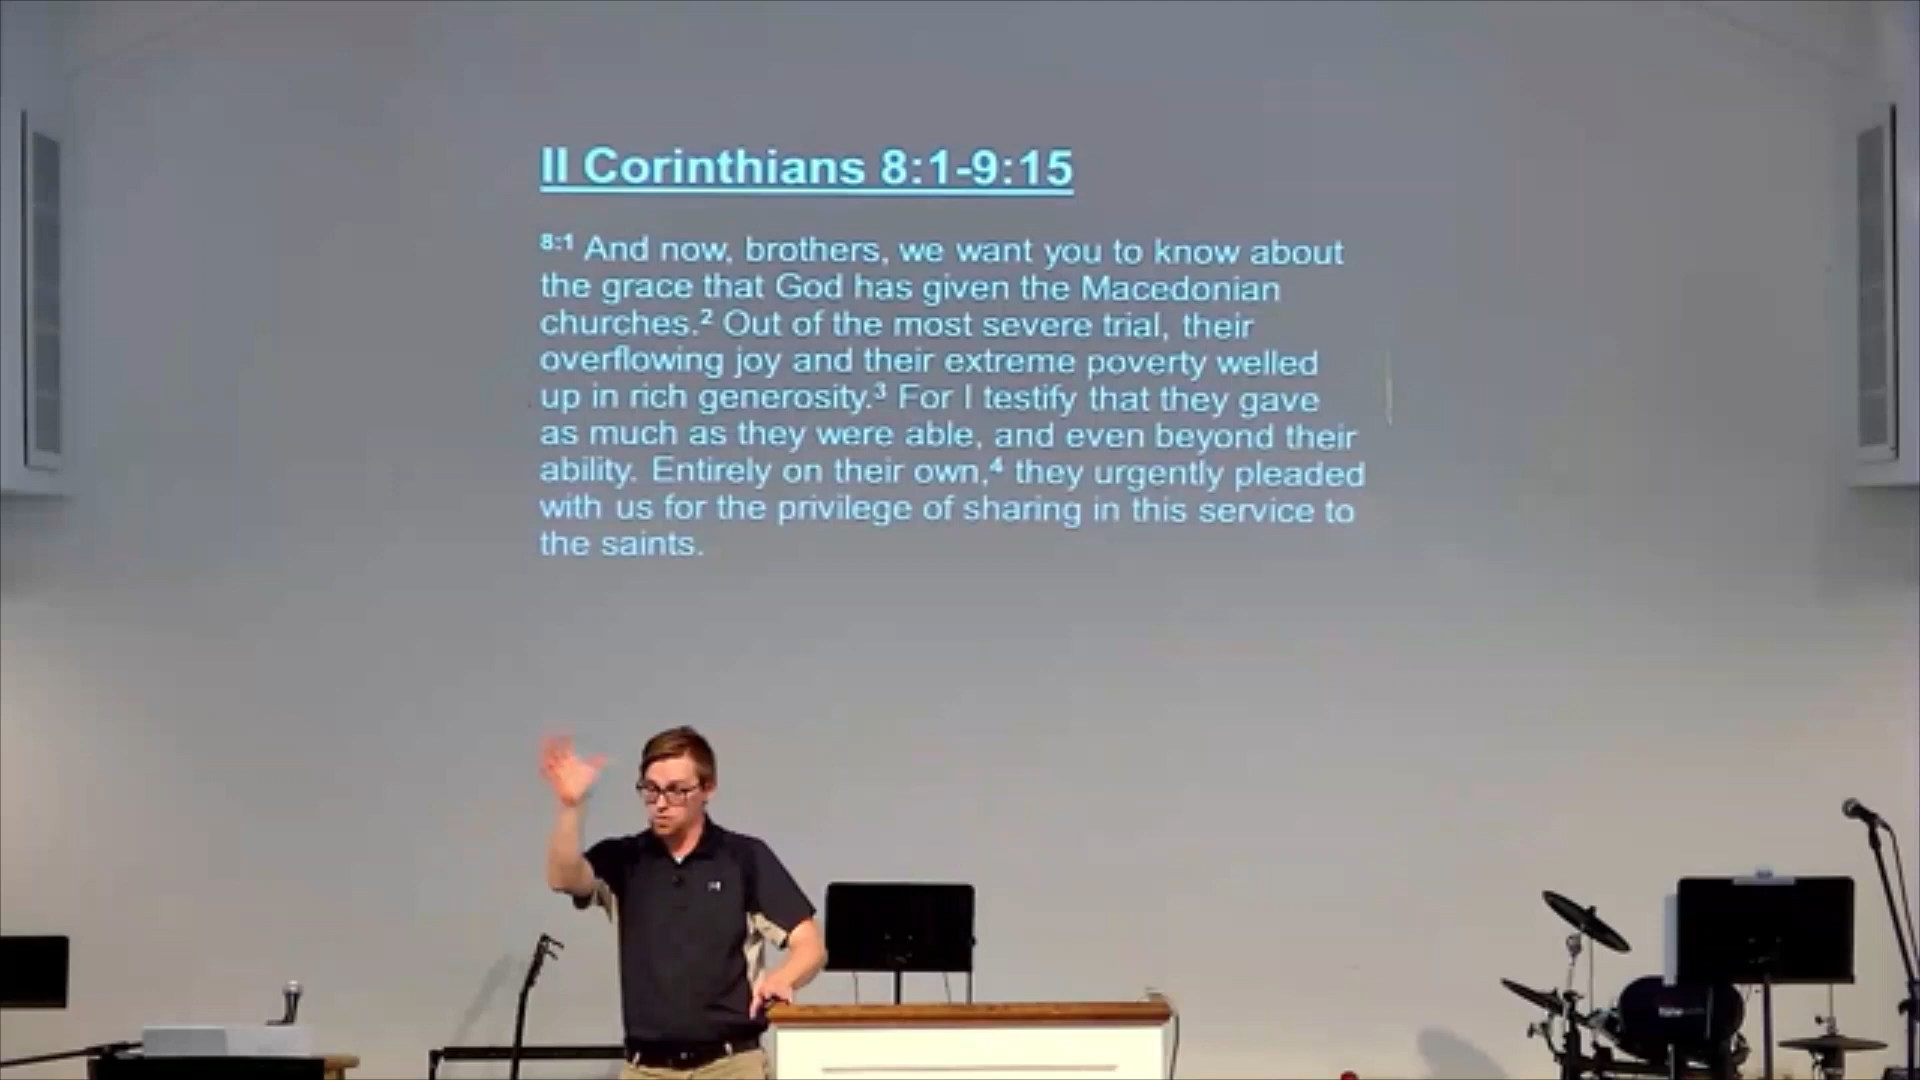 II Corinthians 8:1-9:15
8:1 And now, brothers, we want you to know about
the grace that God has given the Macedonian
churches.² Out of the most severe trial, their
overflowing joy and their extreme poverty welled
up in rich generosity.³ For I testify that they gave
as much as they were able, and even beyond their
ability. Entirely on their own,⁴ they urgently pleaded
with us for the privilege of sharing in this service to
the saints.